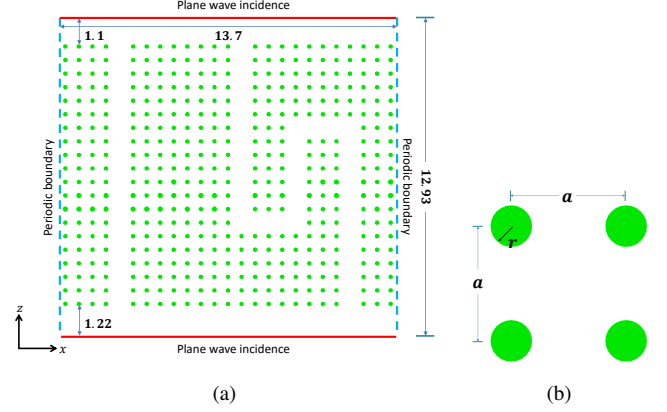 Plane wave incidence
1.1
13.7
Periodic boundary
Periodic boundary
12.93
1.22
z
x
Plane wave incidence
(a)
a
r
a
(b)